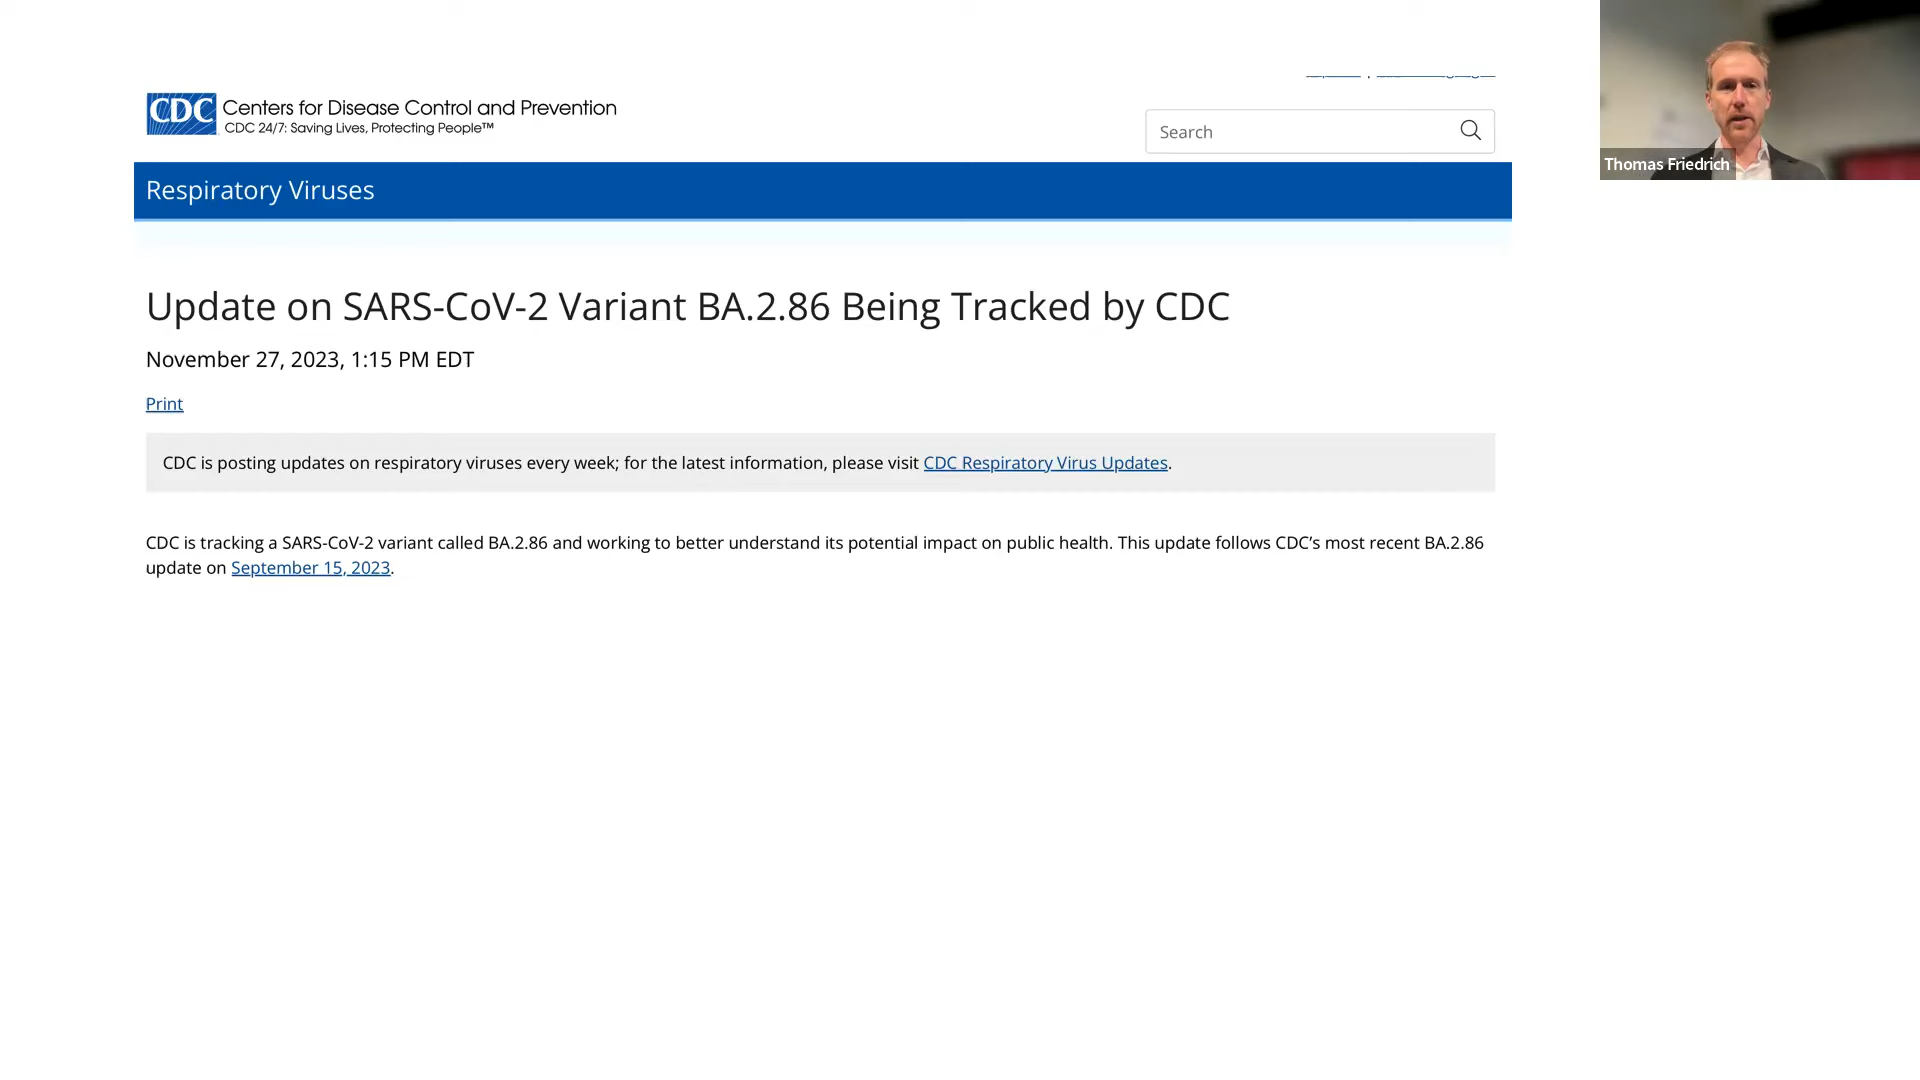 CDC Centers for Disease Control and Prevention
CDC 24/7: Saving Lives, Protecting People™
Search
Thomas Friedrich
Respiratory Viruses
Update on SARS-CoV-2 Variant BA.2.86 Being Tracked by CDC
November 27, 2023, 1:15 PM EDT
Print
CDC is posting updates on respiratory viruses every week; for the latest information, please visit CDC Respiratory Virus Updates.
CDC is tracking a SARS-CoV-2 variant called BA.2.86 and working to better understand its potential impact on public health. This update follows CDC’s most recent BA.2.86
update on September 15, 2023.